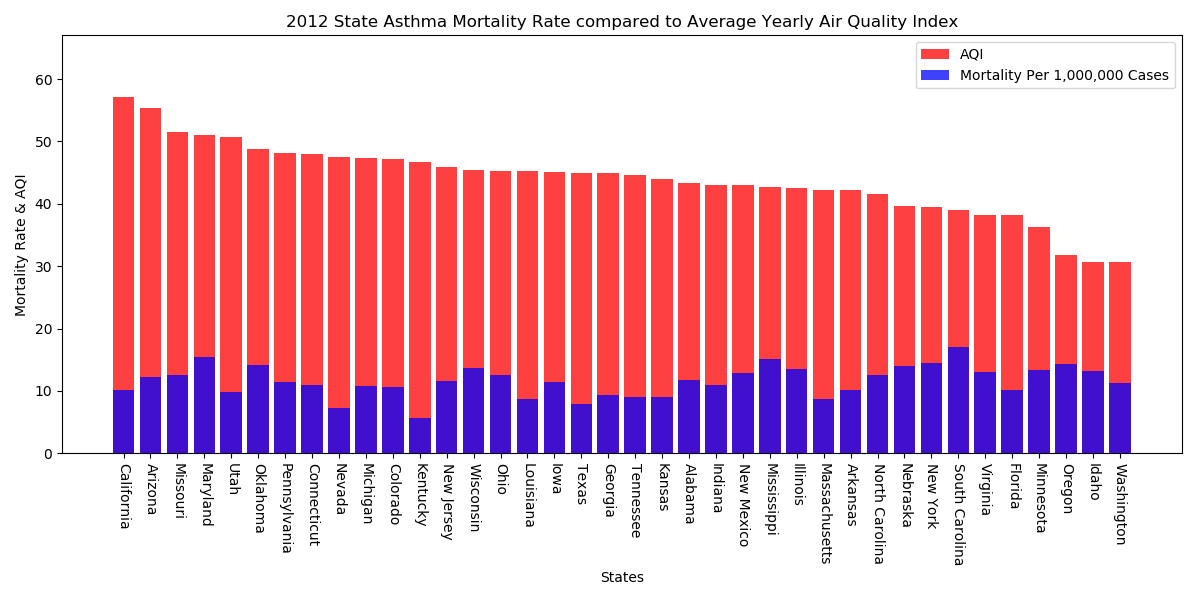 2012 State Asthma Mortality Rate compared to Average Yearly Air Quality Index
AQI
Mortality Per 1,000,000 Cases
Mortality Rate & AQI
60
50
40
30
20
10
0
California
Arizona
Missouri
Maryland
Utah
Oklahoma
Pennsylvania
Connecticut
Nevada
Michigan
Colorado
Kentucky
New Jersey
Wisconsin
Ohio
Louisiana
Iowa
Texas
Georgia
Tennessee
Kansas
Alabama
Indiana
New Mexico
Mississippi
Illinois
Massachusetts
Arkansas
North Carolina
Nebraska
New York
South Carolina
Virginia
Florida
Minnesota
Oregon
Idaho
Washington
States